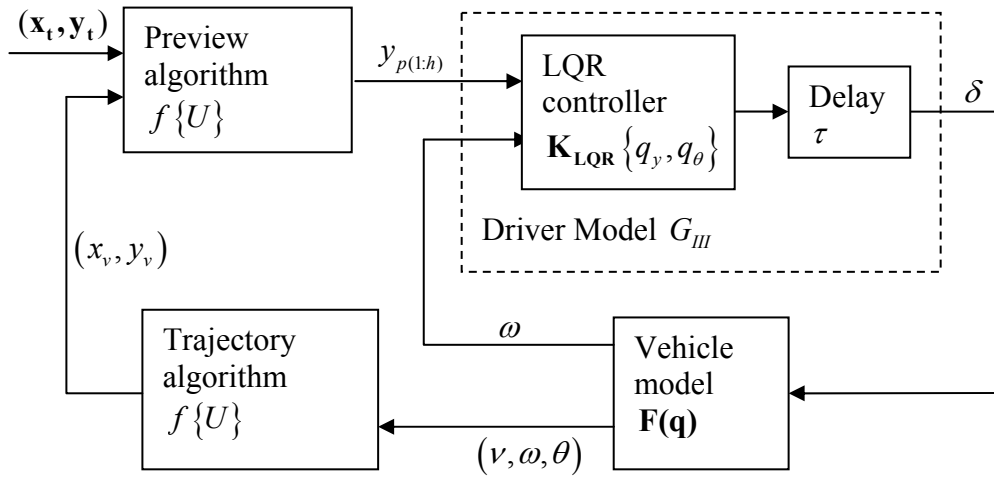 (x_t, y_t)
Preview
algorithm
f{U}
y_p(1:h)
LQR
controller
K_LQR {q_y, q_θ}
Delay
τ
δ
Driver Model G_III
(x_v, y_v)
Trajectory
algorithm
f{U}
ω
(ν, ω, θ)
Vehicle
model
F(q)